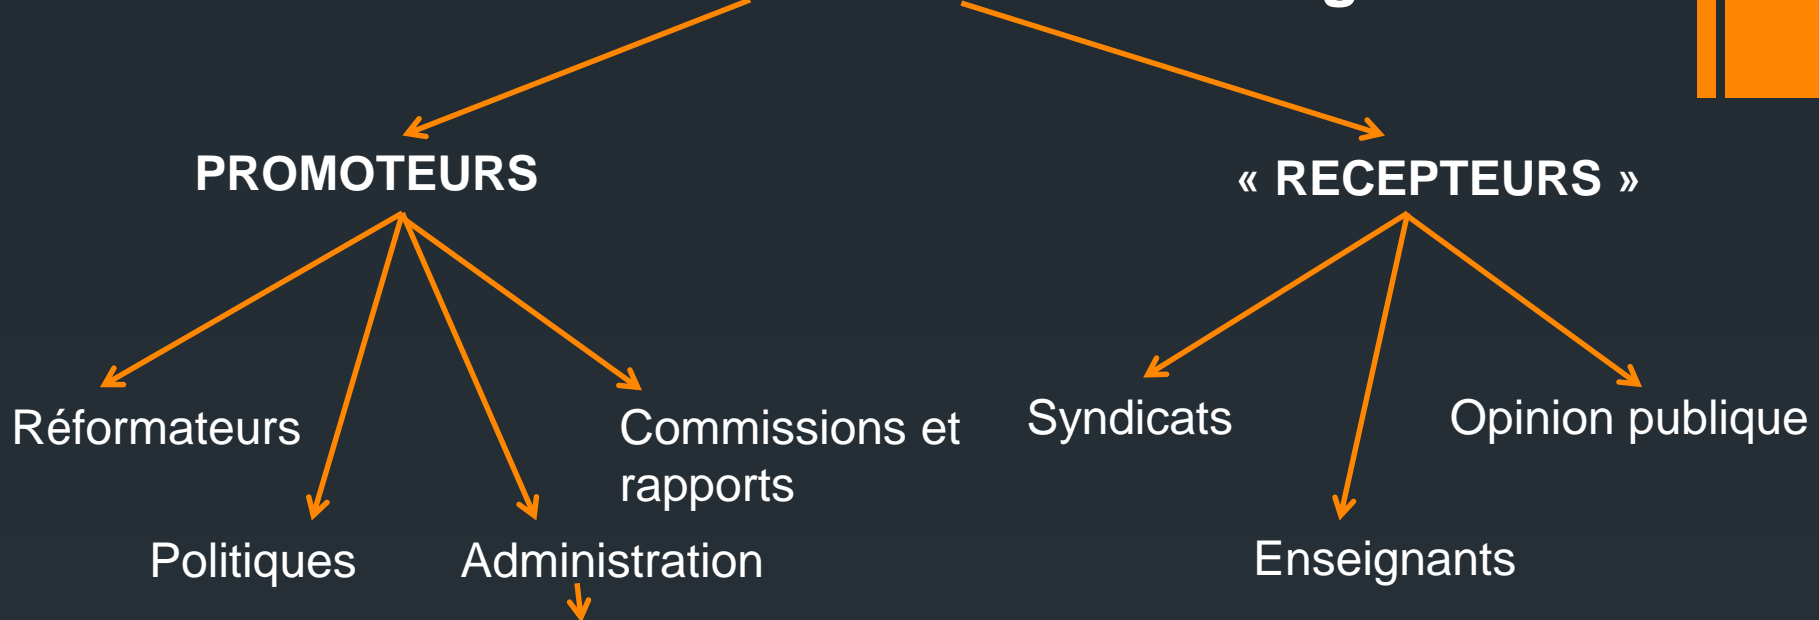 PROMOTEURS
« RECEPTEURS »
Réformateurs
Commissions et
rapports
Syndicats
Opinion publique
Politiques
Administration
Enseignants